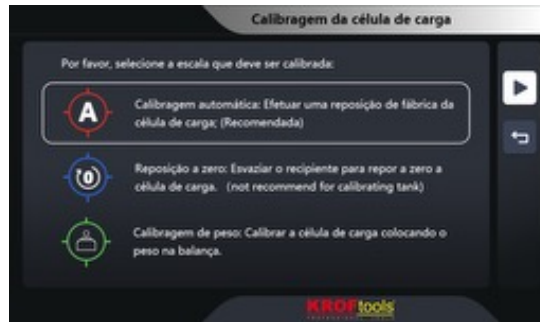 Calibragem da célula de carga
Por favor, selecione a escala que deve ser calibrada:
A
Calibragem automática: Efetuar uma reposição de fábrica da
célula de carga; (Recomendada)
0
Reposição a zero: Esvaziar o recipiente para repor a zero a
célula de carga. (not recommend for calibrating tank)
Calibragem de peso: Calibrar a célula de carga colocando o
peso na balança.
KROFtools